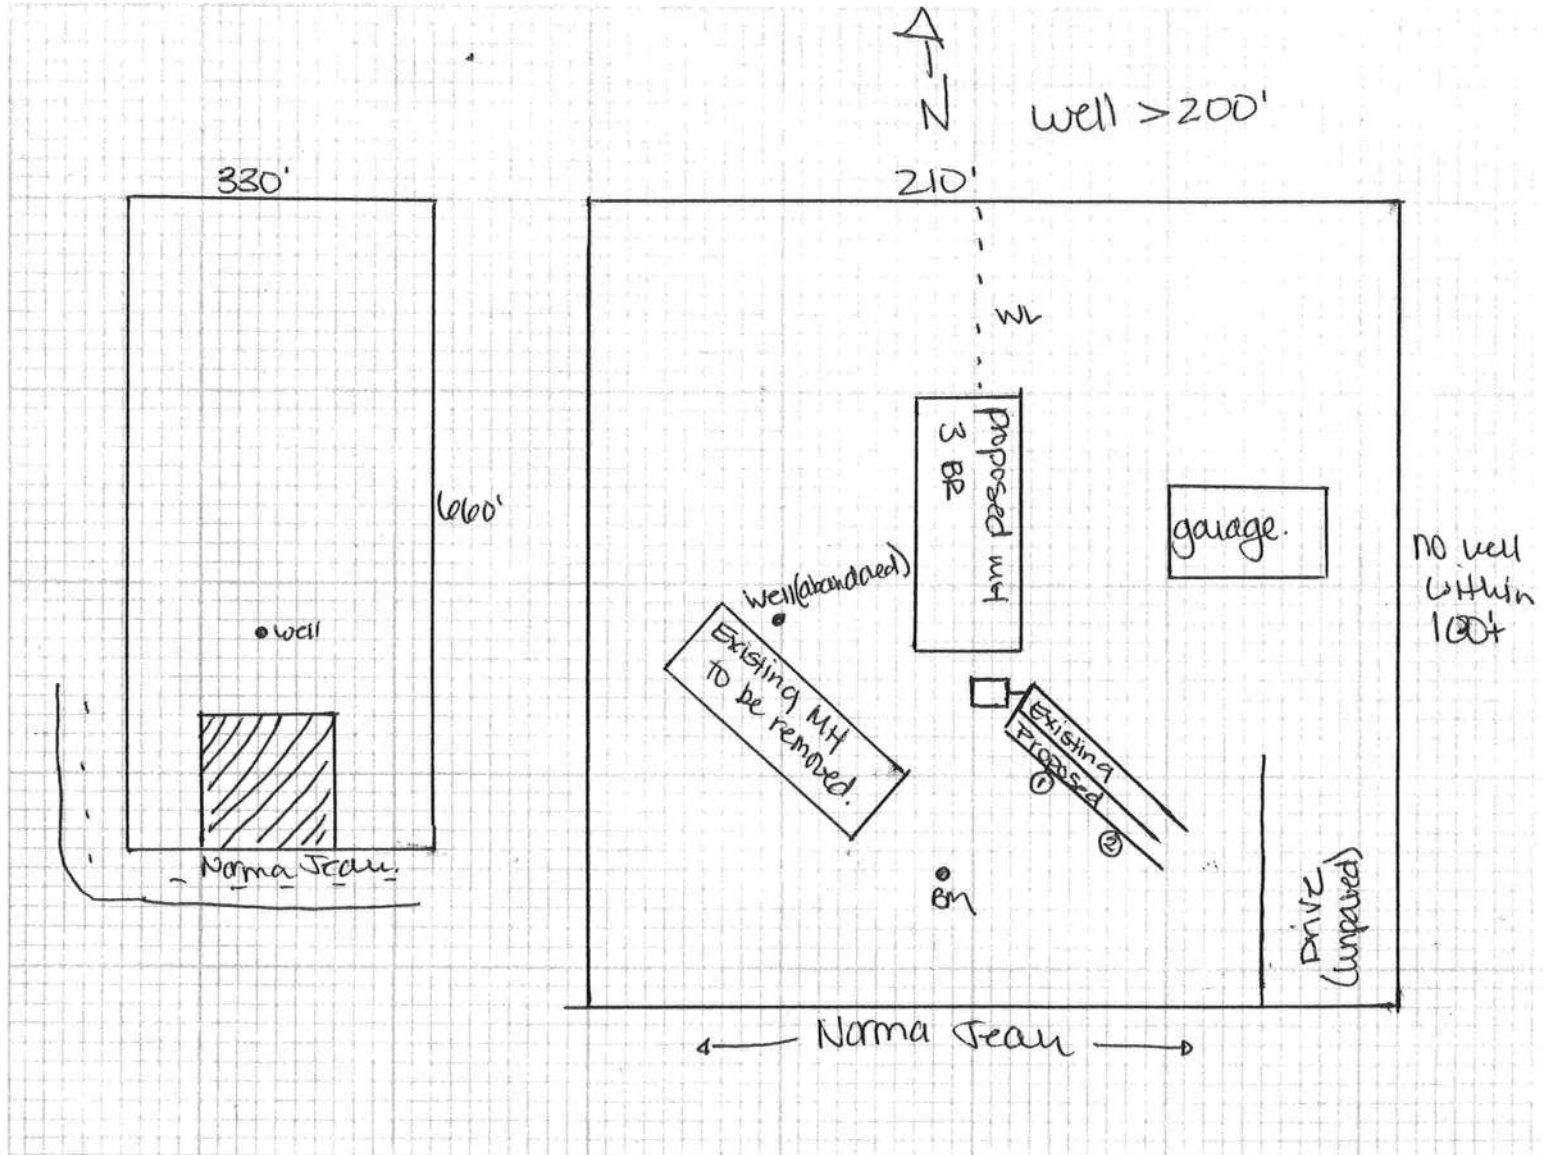 N
well >200'
330'
660'
well
Norma Jean.
210'
WL
Proposed MH
3 BR
garage.
no well
within
100'+
Well (abandoned)
Existing MH
to be removed.
Existing
Proposed
1
2
BM
Drive
(unpaved)
Norma Jean